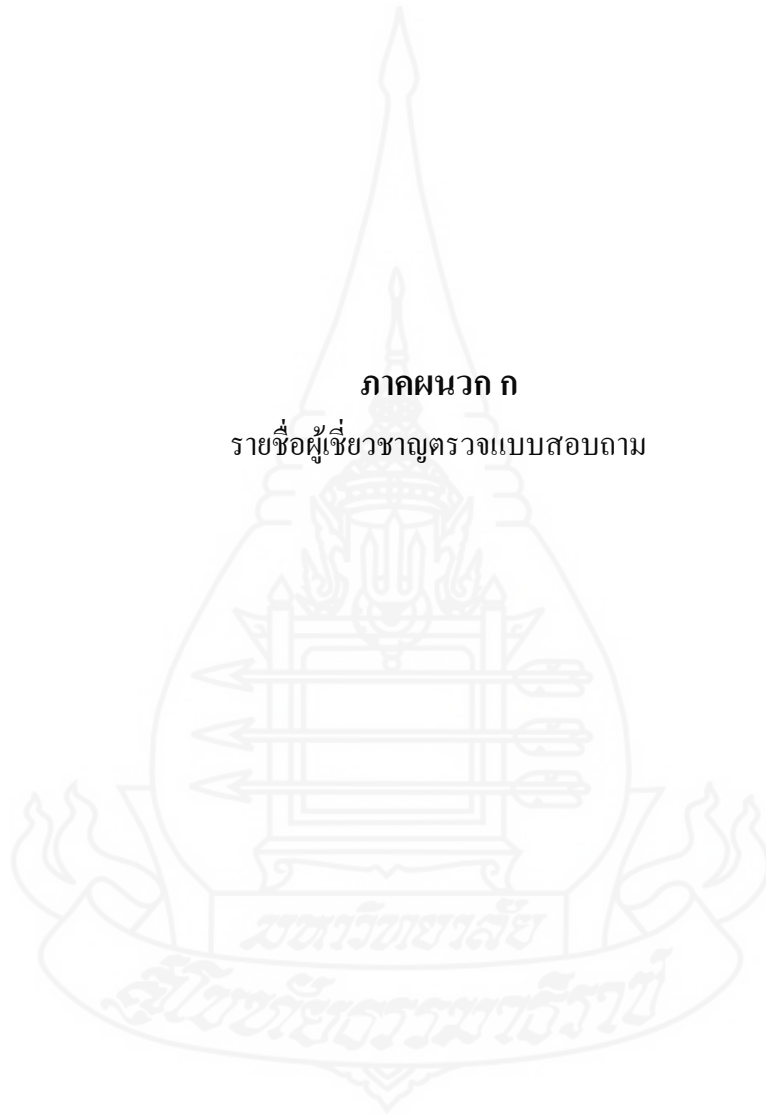 ภาคผนวก ก
รายชื่อผู้เชี่ยวชาญตรวจแบบสอบถาม
มหาวิทยาลัย
สุโขทัยธรรมาธิราช